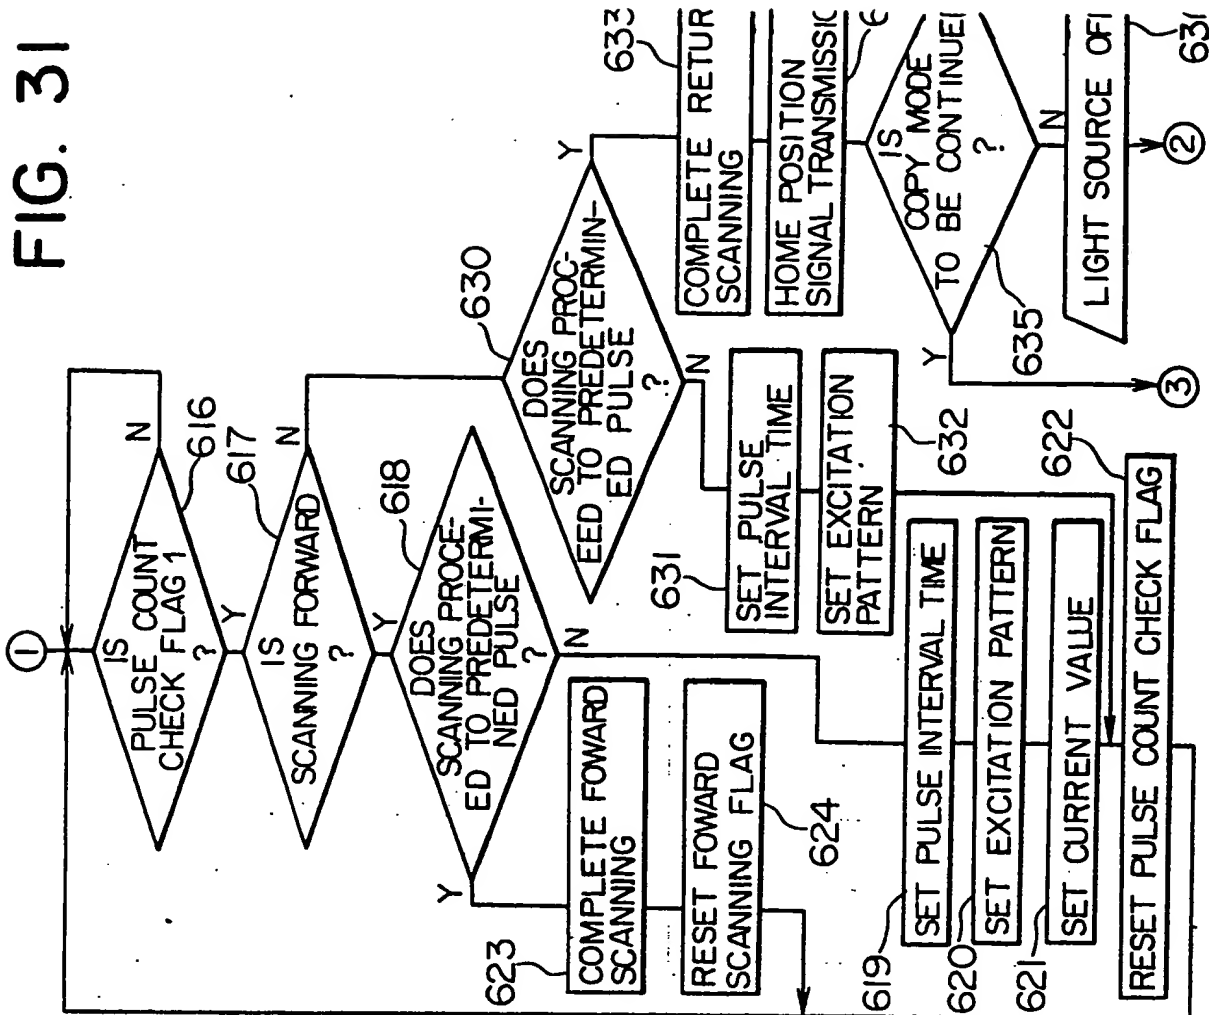 FIG. 31
1
IS
PULSE COUNT
CHECK FLAG 1
?
N
616
Y
617
IS
SCANNING FORWARD
?
N
Y
618
DOES
SCANNING PROCE-
ED TO PREDETERMI-
NED PULSE
?
Y
N
623
COMPLETE FOWARD
SCANNING
RESET FOWARD
SCANNING FLAG
624
619
SET PULSE INTERVAL TIME
620
SET EXCITATION PATTERN
621
SET CURRENT VALUE
622
RESET PULSE COUNT CHECK FLAG
630
DOES
SCANNING PROC-
EED TO PREDETERMIN-
ED PULSE
?
Y
N
631
SET PULSE
INTERVAL TIME
SET EXCITATION
PATTERN
632
633
COMPLETE RETUR
SCANNING
HOME POSITION
SIGNAL TRANSMISSIO
6
IS
COPY MODE
TO BE CONTINUE
?
635
Y
N
3
LIGHT SOURCE OF
631
2